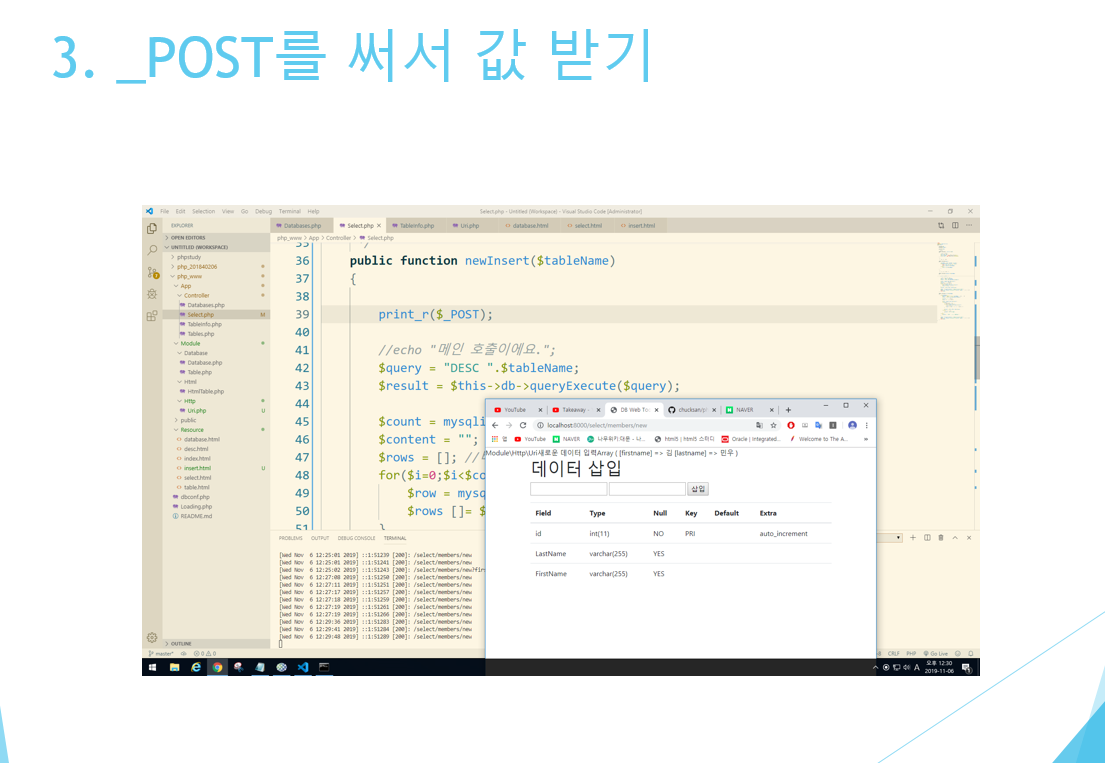 3. _POST를 써서 값 받기
File Edit Selection View Go Debug Terminal Help
Select.php - Untitled (Workspace) - Visual Studio Code [Administrator]
EXPLORER
Databases.php Select.php × TableInfo.php Uri.php database.html select.html insert.html
OPEN EDITORS
UNTITLED (WORKSPACE)
php_www > App > Controller > Select.php
phpstudy
php_201840206
php_www
App
Controller
Databases.php
Select.php M
TableInfo.php
Tables.php
Module
Database
Database.php
Table.php
Html
HtmlTable.php
Http
Uri.php U
public
Resource
database.html
desc.html
index.html
insert.html U
select.html
table.html
dbconf.php
Loading.php
README.md
OUTLINE
35 */
36 public function newInsert($tableName)
37 {
38
39 print_r($_POST);
40
41 //echo "메인 호출이에요.";
42 $query = "DESC ".$tableName;
43 $result = $this->db->queryExecute($query);
44
45 $count = mysqli
46 $content = "";
47 $rows = []; //
48 for($i=0;$i<$co
49 $row = mysq
50 $rows []= $
51 }
PROBLEMS OUTPUT DEBUG CONSOLE TERMINAL
[Wed Nov 6 12:25:01 2019] ::1:51239 [200]: /select/members/new
[Wed Nov 6 12:25:01 2019] ::1:51241 [200]: /select/members/new
[Wed Nov 6 12:25:02 2019] ::1:51243 [200]: /select/members/new?fir
[Wed Nov 6 12:27:08 2019] ::1:51250 [200]: /select/members/new
[Wed Nov 6 12:27:11 2019] ::1:51251 [200]: /select/members/new
[Wed Nov 6 12:27:17 2019] ::1:51257 [200]: /select/members/new
[Wed Nov 6 12:27:18 2019] ::1:51259 [200]: /select/members/new
[Wed Nov 6 12:27:19 2019] ::1:51261 [200]: /select/members/new
[Wed Nov 6 12:27:19 2019] ::1:51266 [200]: /select/members/new
[Wed Nov 6 12:29:36 2019] ::1:51283 [200]: /select/members/new
[Wed Nov 6 12:29:41 2019] ::1:51284 [200]: /select/members/new
[Wed Nov 6 12:29:48 2019] ::1:51289 [200]: /select/members/new
YouTube Takeaway - DB Web To chucksan/p NAVER
localhost:8000/select/members/new
앱 YouTube NAVER 나무위키:대문 - 나... html5 | html5 스터디 Oracle | Integrated... Welcome to The A... »
Module\Http\Uri새로운 데이터 입력Array ( [firstname] => 김 [lastname] => 민우 )
데이터 삽입
삽입
Field Type Null Key Default Extra
id int(11) NO PRI auto_increment
LastName varchar(255) YES
FirstName varchar(255) YES
master* 0 0 CRLF PHP Go Live
A 오후 12:30
2019-11-06